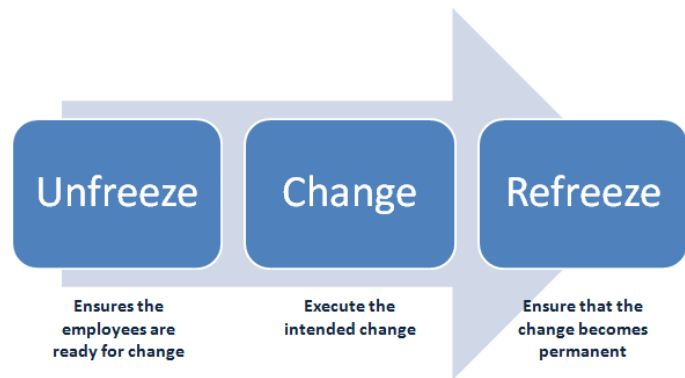 Unfreeze
Change
Refreeze
Ensures the
employees are
ready for change
Execute the
intended change
Ensure that the
change becomes
permanent